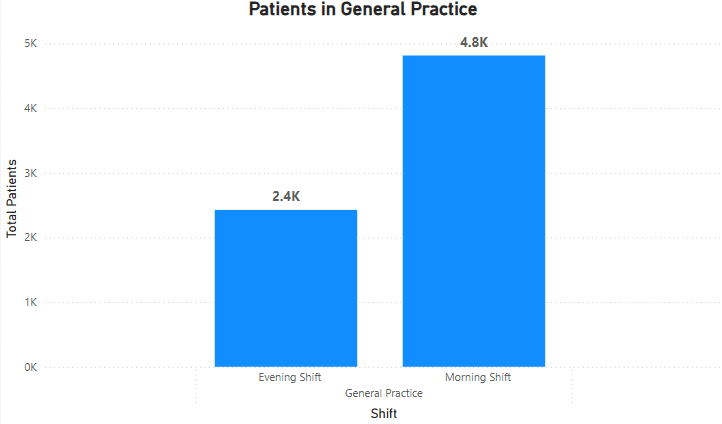 Patients in General Practice
Total Patients
5K
4K
3K
2K
1K
0K
2.4K
4.8K
Evening Shift
Morning Shift
General Practice
Shift